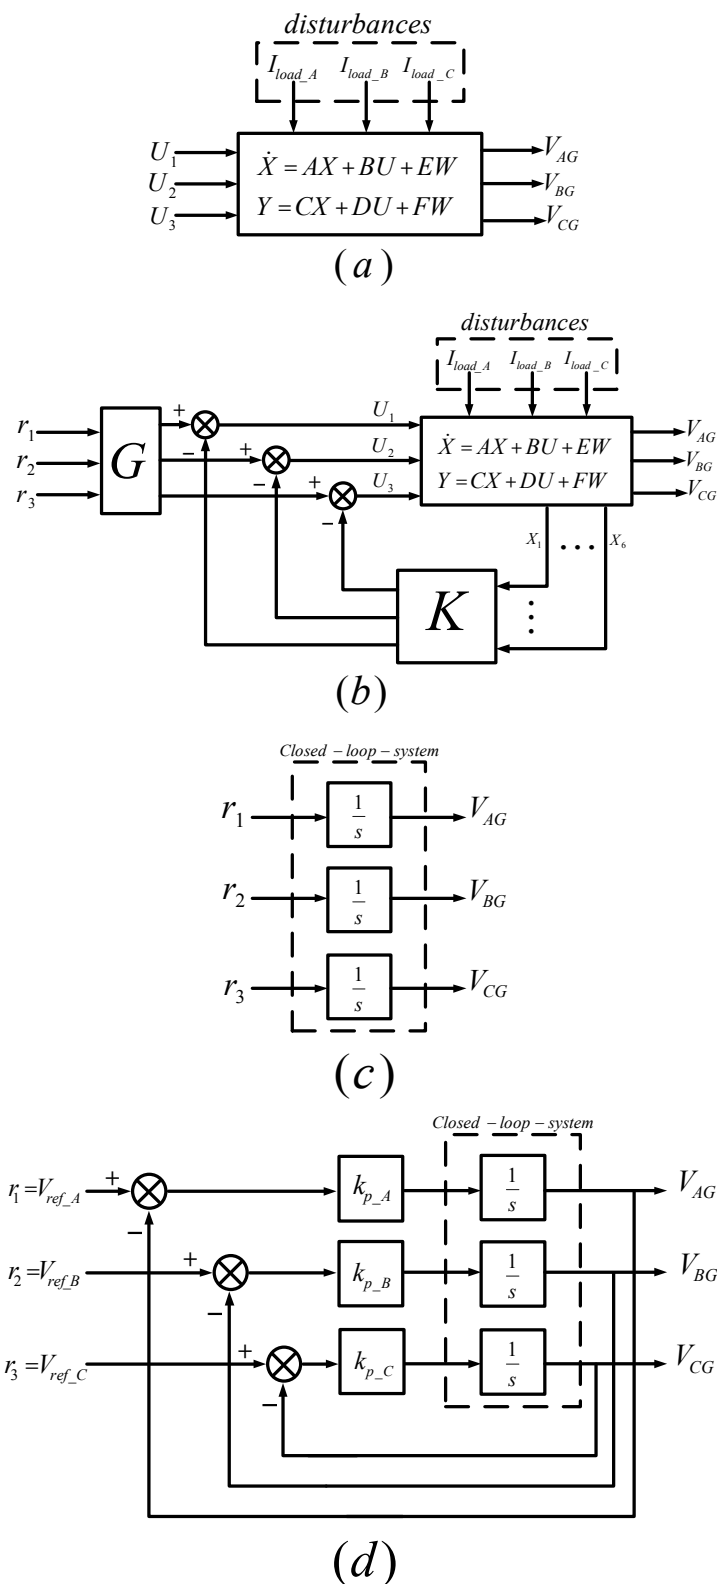 disturbances
I_load_A I_load_B I_load_C
U_1
U_2
U_3
Ẋ = AX + BU + EW
Y = CX + DU + FW
V_AG
V_BG
V_CG
(a)
disturbances
I_load_A I_load_B I_load_C
r_1
r_2
r_3
G
+
−
+
−
+
−
U_1
U_2
U_3
Ẋ = AX + BU + EW
Y = CX + DU + FW
V_AG
V_BG
V_CG
X_1 ... X_6
K
⋮
(b)
Closed-loop-system
r_1 1/s V_AG
r_2 1/s V_BG
r_3 1/s V_CG
(c)
Closed-loop-system
r_1=V_ref_A + − k_p_A 1/s V_AG
r_2=V_ref_B + − k_p_B 1/s V_BG
r_3=V_ref_C + − k_p_C 1/s V_CG
(d)